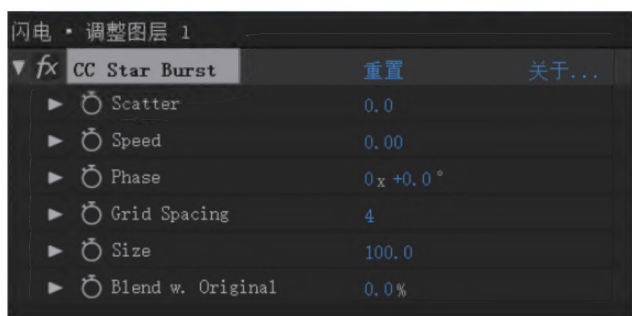 闪电 · 调整图层 1
fx CC Star Burst 重置 关于...
Scatter 0.0
Speed 0.00
Phase 0x +0.0°
Grid Spacing 4
Size 100.0
Blend w. Original 0.0%